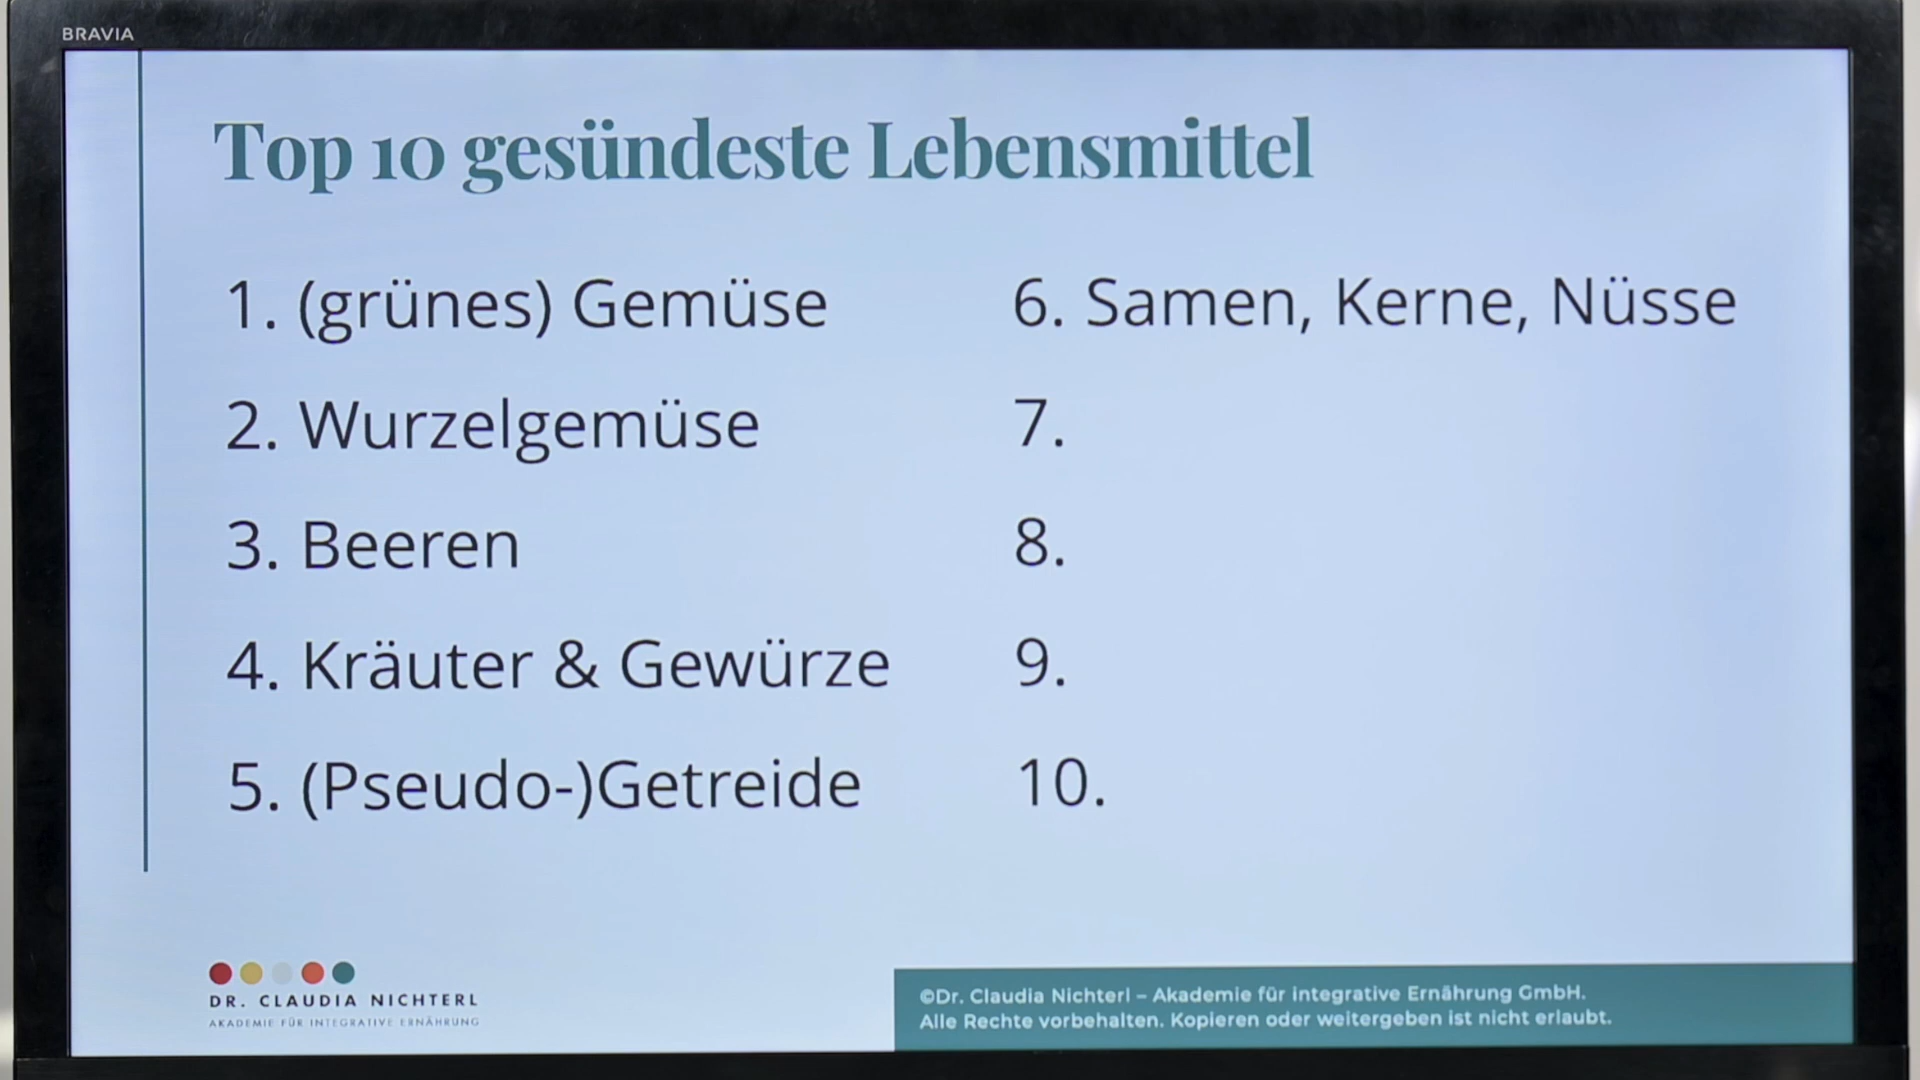 BRAVIA
Top 10 gesündeste Lebensmittel
1. (grünes) Gemüse
2. Wurzelgemüse
3. Beeren
4. Kräuter & Gewürze
5. (Pseudo-)Getreide
6. Samen, Kerne, Nüsse
7.
8.
9.
10.
DR. CLAUDIA NICHTERL
AKADEMIE FÜR INTEGRATIVE ERNÄHRUNG
©Dr. Claudia Nichterl – Akademie für integrative Ernährung GmbH.
Alle Rechte vorbehalten. Kopieren oder weitergeben ist nicht erlaubt.